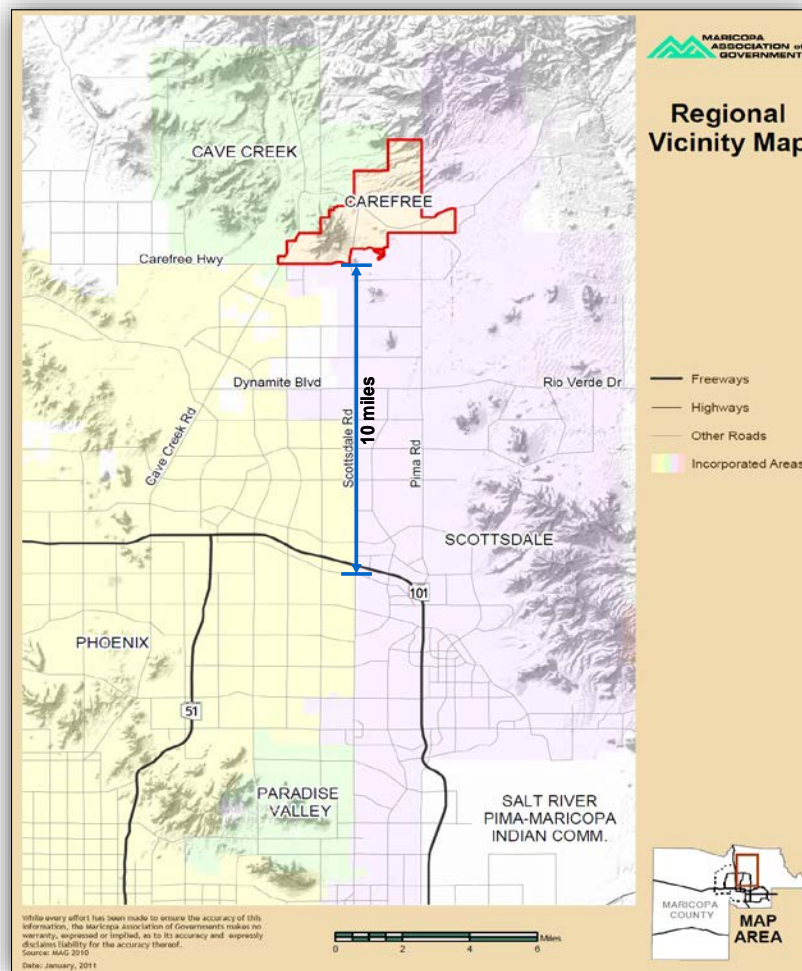 MARICOPA
ASSOCIATION of
GOVERNMENT
Regional
Vicinity Map
CAVE CREEK
CAREFREE
Carefree Hwy
Dynamite Blvd
Rio Verde Dr
Cave Creek Rd
Scottsdale Rd
10 miles
Pima Rd
Freeways
Highways
Other Roads
Incorporated Areas
SCOTTSDALE
101
PHOENIX
51
PARADISE
VALLEY
SALT RIVER
PIMA-MARICOPA
INDIAN COMM.
MARICOPA
COUNTY
MAP
AREA
While every effort has been made to ensure the accuracy of this
information, the Maricopa Association of Governments makes no
warranty, expressed or implied, as to its accuracy and expressly
disclaims liability for the accuracy thereof.
Source: MAG 2010
Date: January, 2011
Miles
0 2 4 6